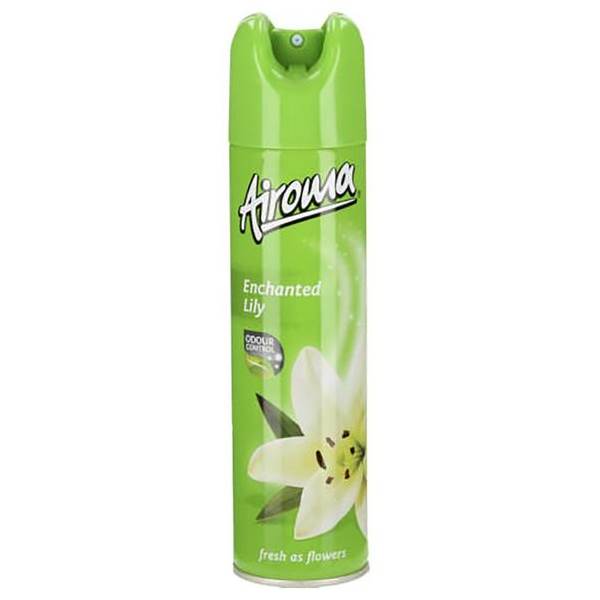 Airoma®
Enchanted
Lily
ODOUR
CONTROL
fresh as flowers